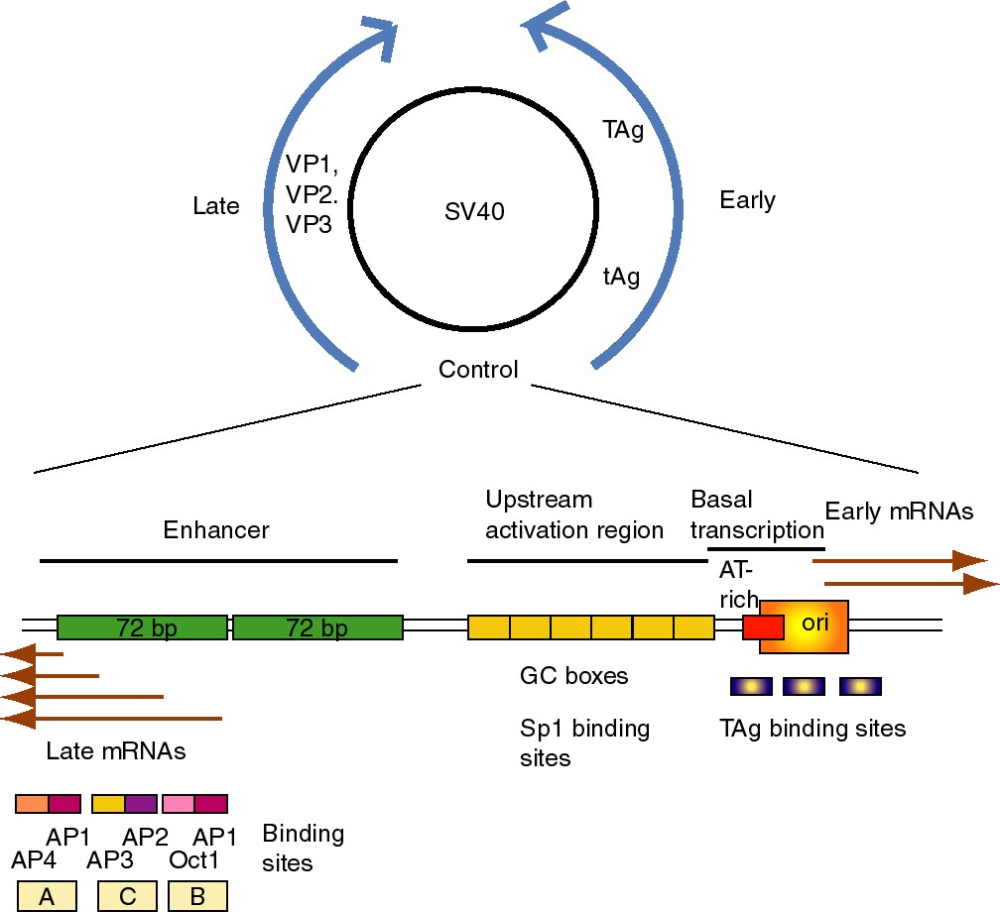 TAg
VP1,
VP2.
VP3
Late
SV40
Early
tAg
Control
Enhancer
Upstream
activation region
Basal
transcription
Early mRNAs
AT-
rich
72 bp
72 bp
ori
GC boxes
Sp1 binding
sites
TAg binding sites
Late mRNAs
AP1
AP2
AP1
AP4
AP3
Oct1
Binding
sites
A
C
B